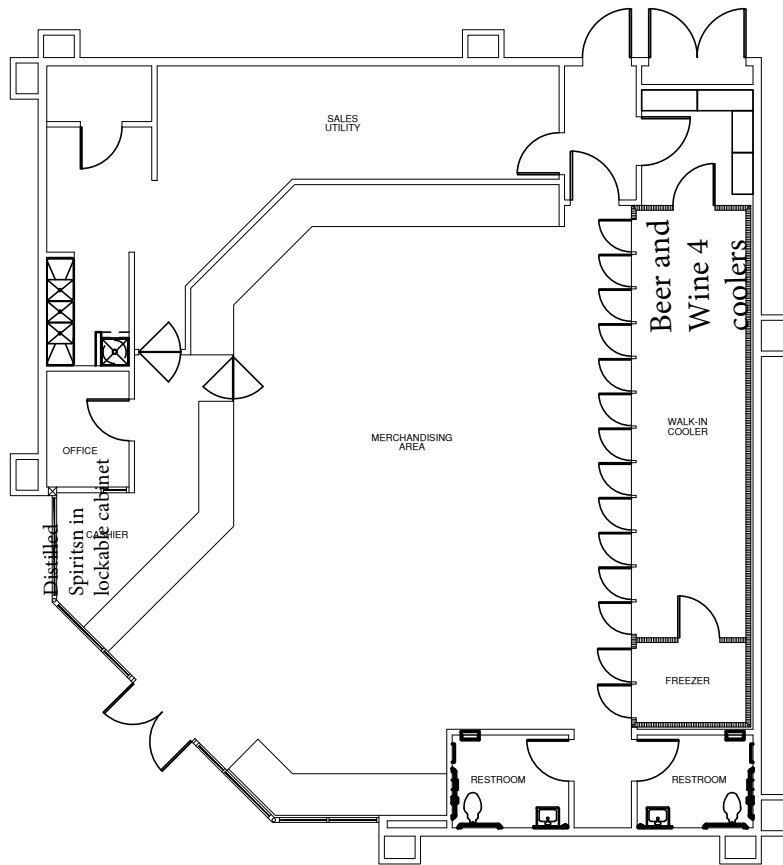 SALES
UTILITY
Beer and
Wine 4
coolers
WALK-IN
COOLER
MERCHANDISING
AREA
OFFICE
CASHIER
Distilled
Spiritsn in
lockable cabinet
FREEZER
RESTROOM
RESTROOM